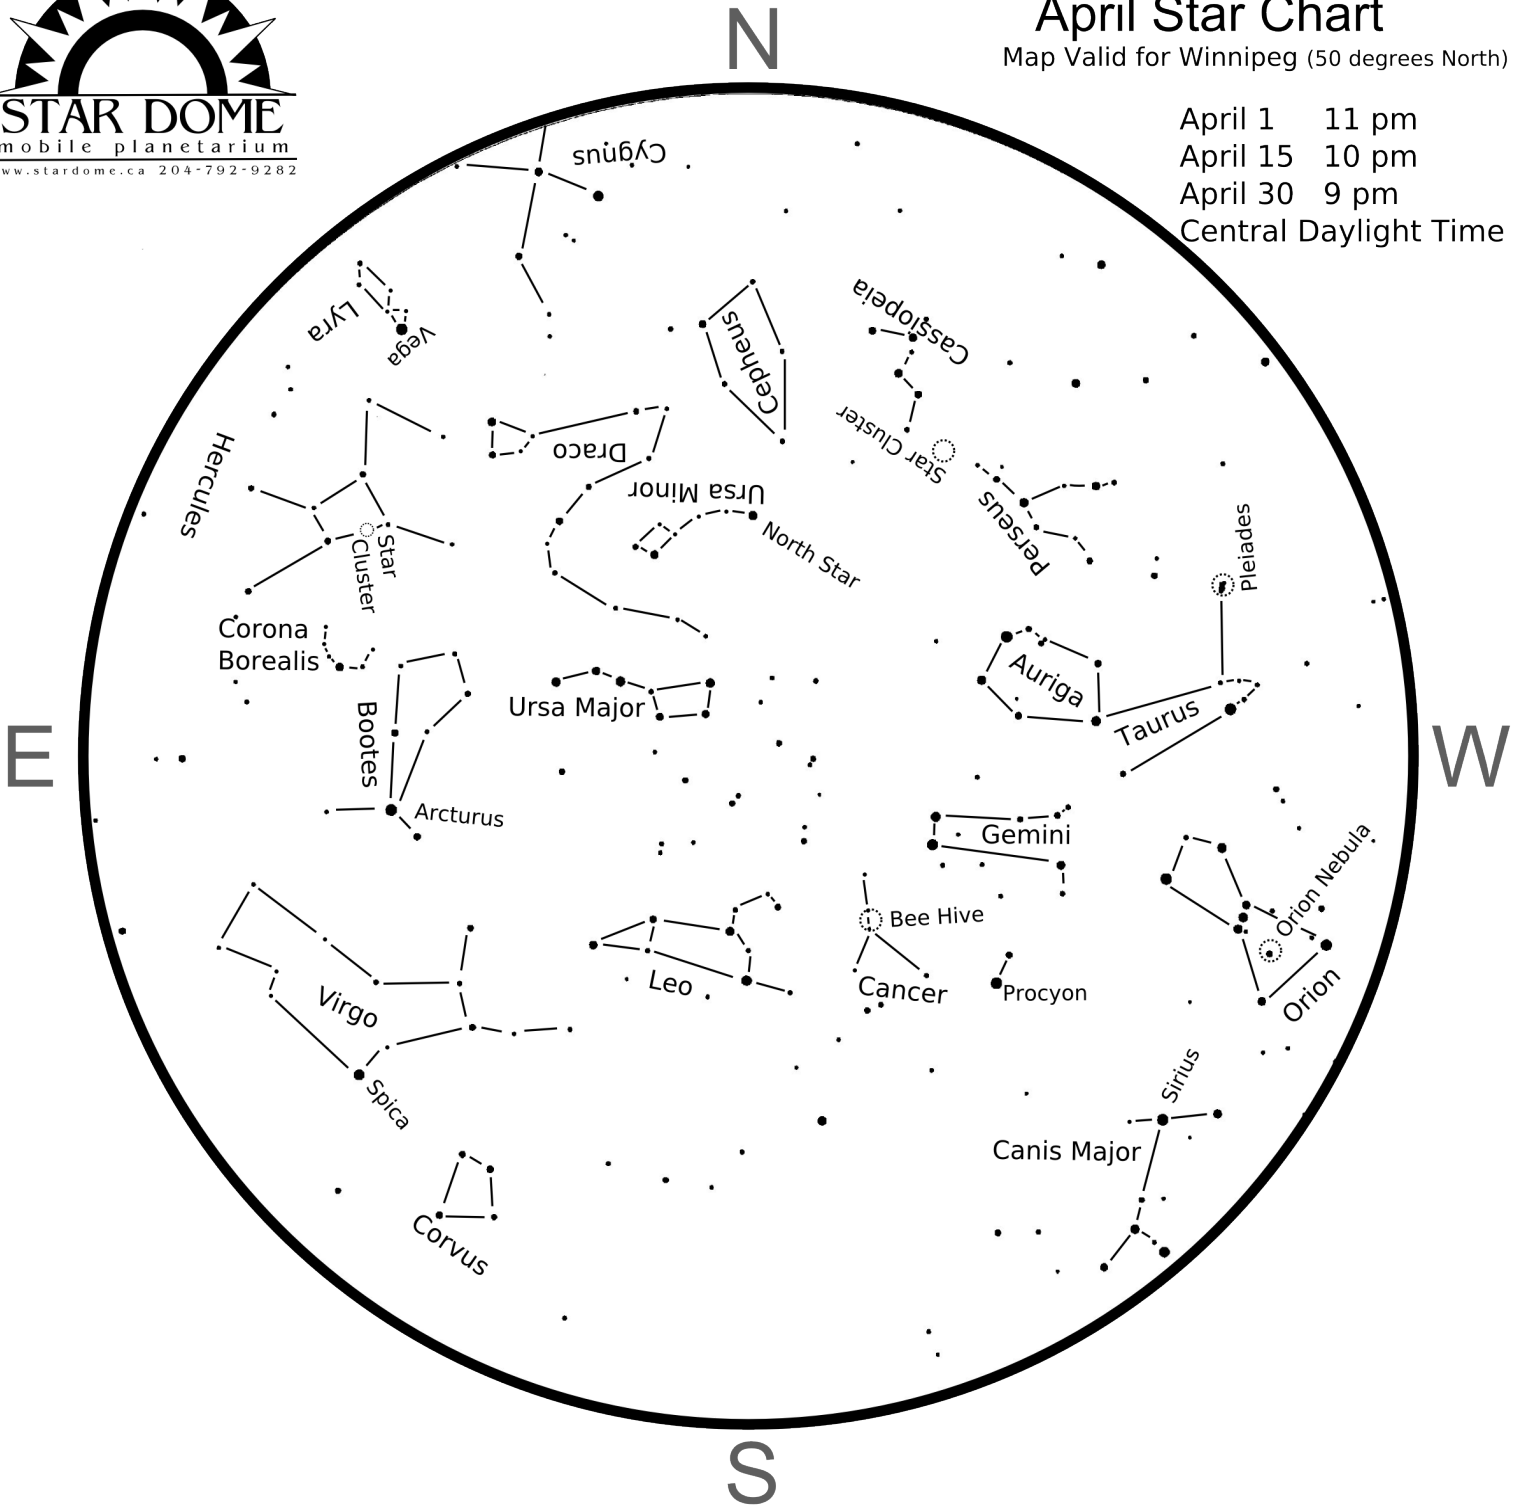 N
April Star Chart
Map Valid for Winnipeg (50 degrees North)
STAR DOME
mobile planetarium
www.stardome.ca 204-792-9282
April 1 11 pm
April 15 10 pm
April 30 9 pm
Central Daylight Time
Cygnus
Lyra
Vega
Cepheus
Cassiopeia
Star Cluster
Hercules
Draco
Ursa Minor
North Star
Perseus
Pleiades
Star
Cluster
Corona
Borealis
Ursa Major
Auriga
Taurus
Bootes
E
W
Arcturus
Gemini
Orion Nebula
Bee Hive
Leo
Cancer
Procyon
Orion
Virgo
Spica
Sirius
Canis Major
Corvus
S